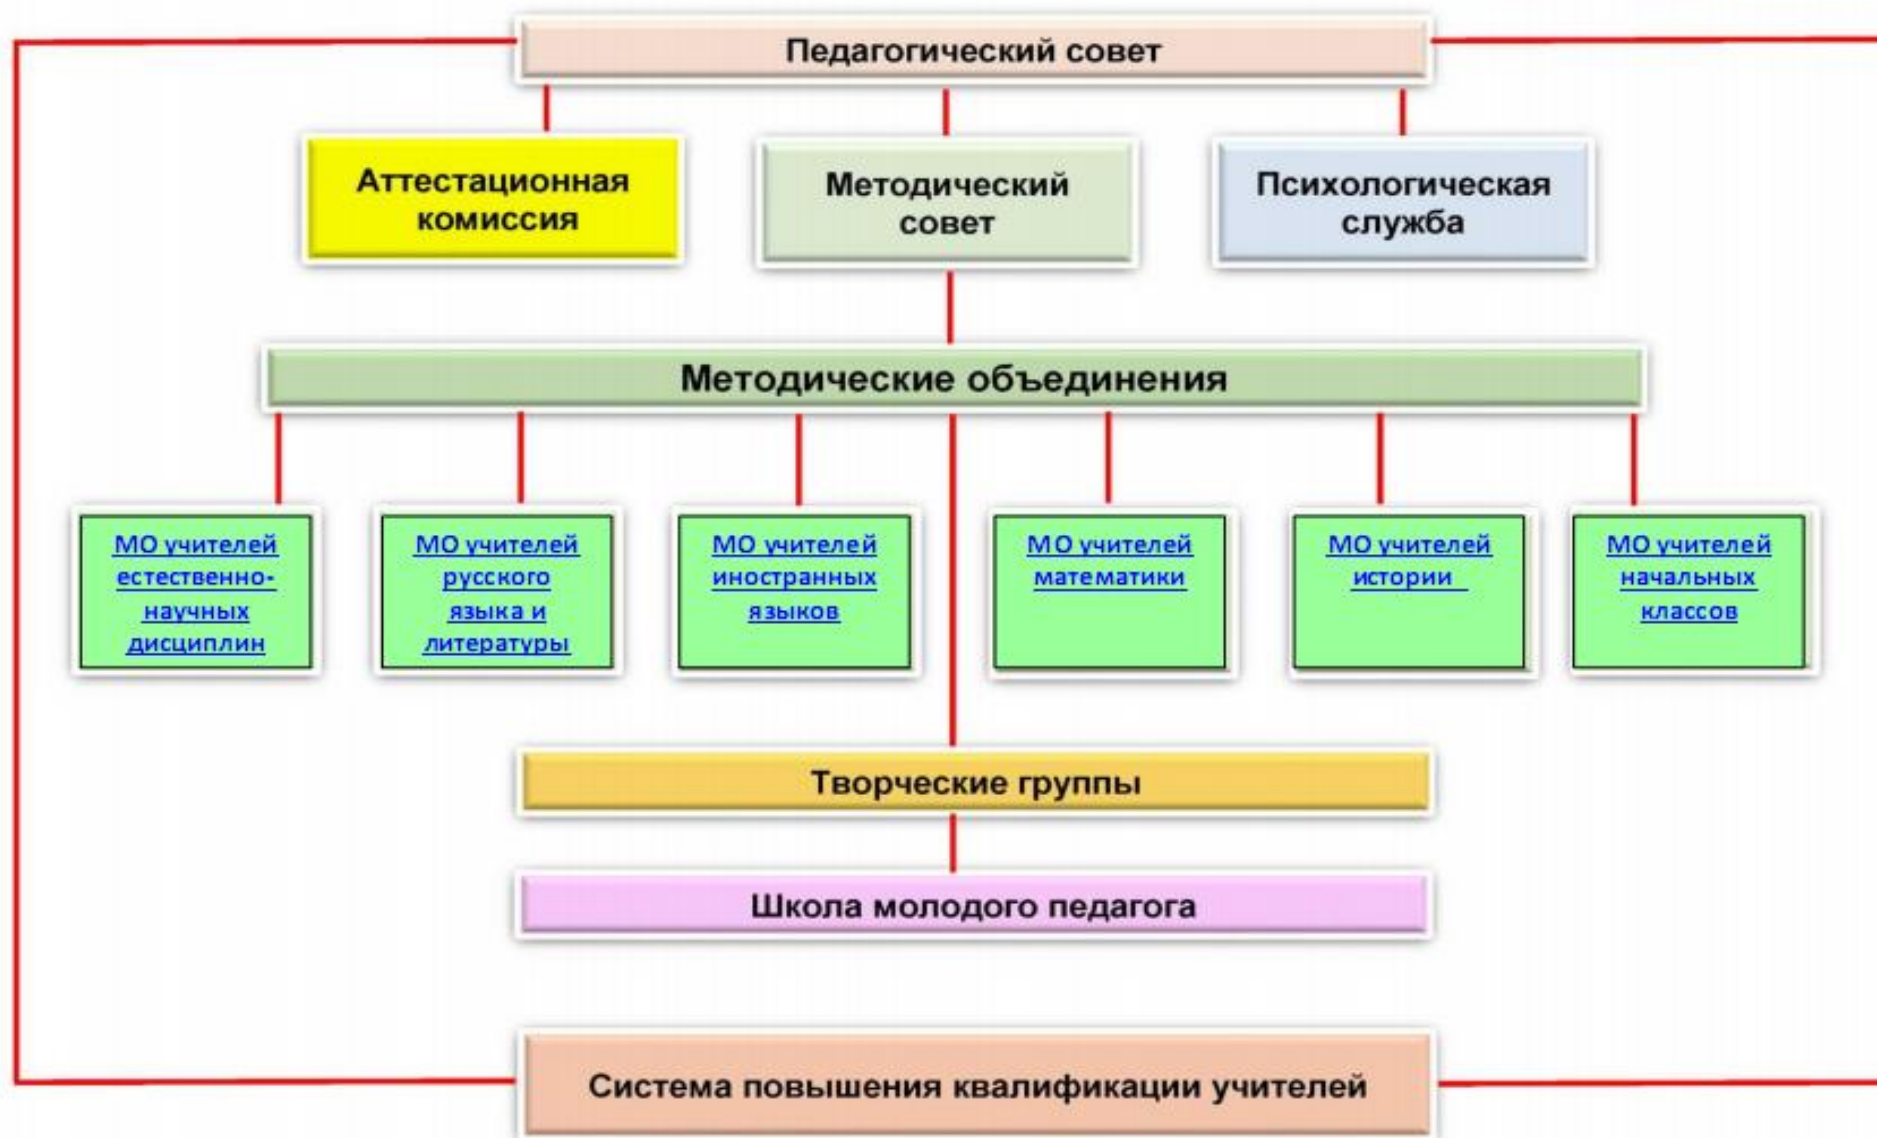 Педагогический совет
Аттестационная
комиссия
Методический
совет
Психологическая
служба
Методические объединения
МО учителей
естественно-
научных
дисциплин
МО учителей
русского
языка и
литературы
МО учителей
иностранных
языков
МО учителей
математики
МО учителей
истории
МО учителей
начальных
классов
Творческие группы
Школа молодого педагога
Система повышения квалификации учителей